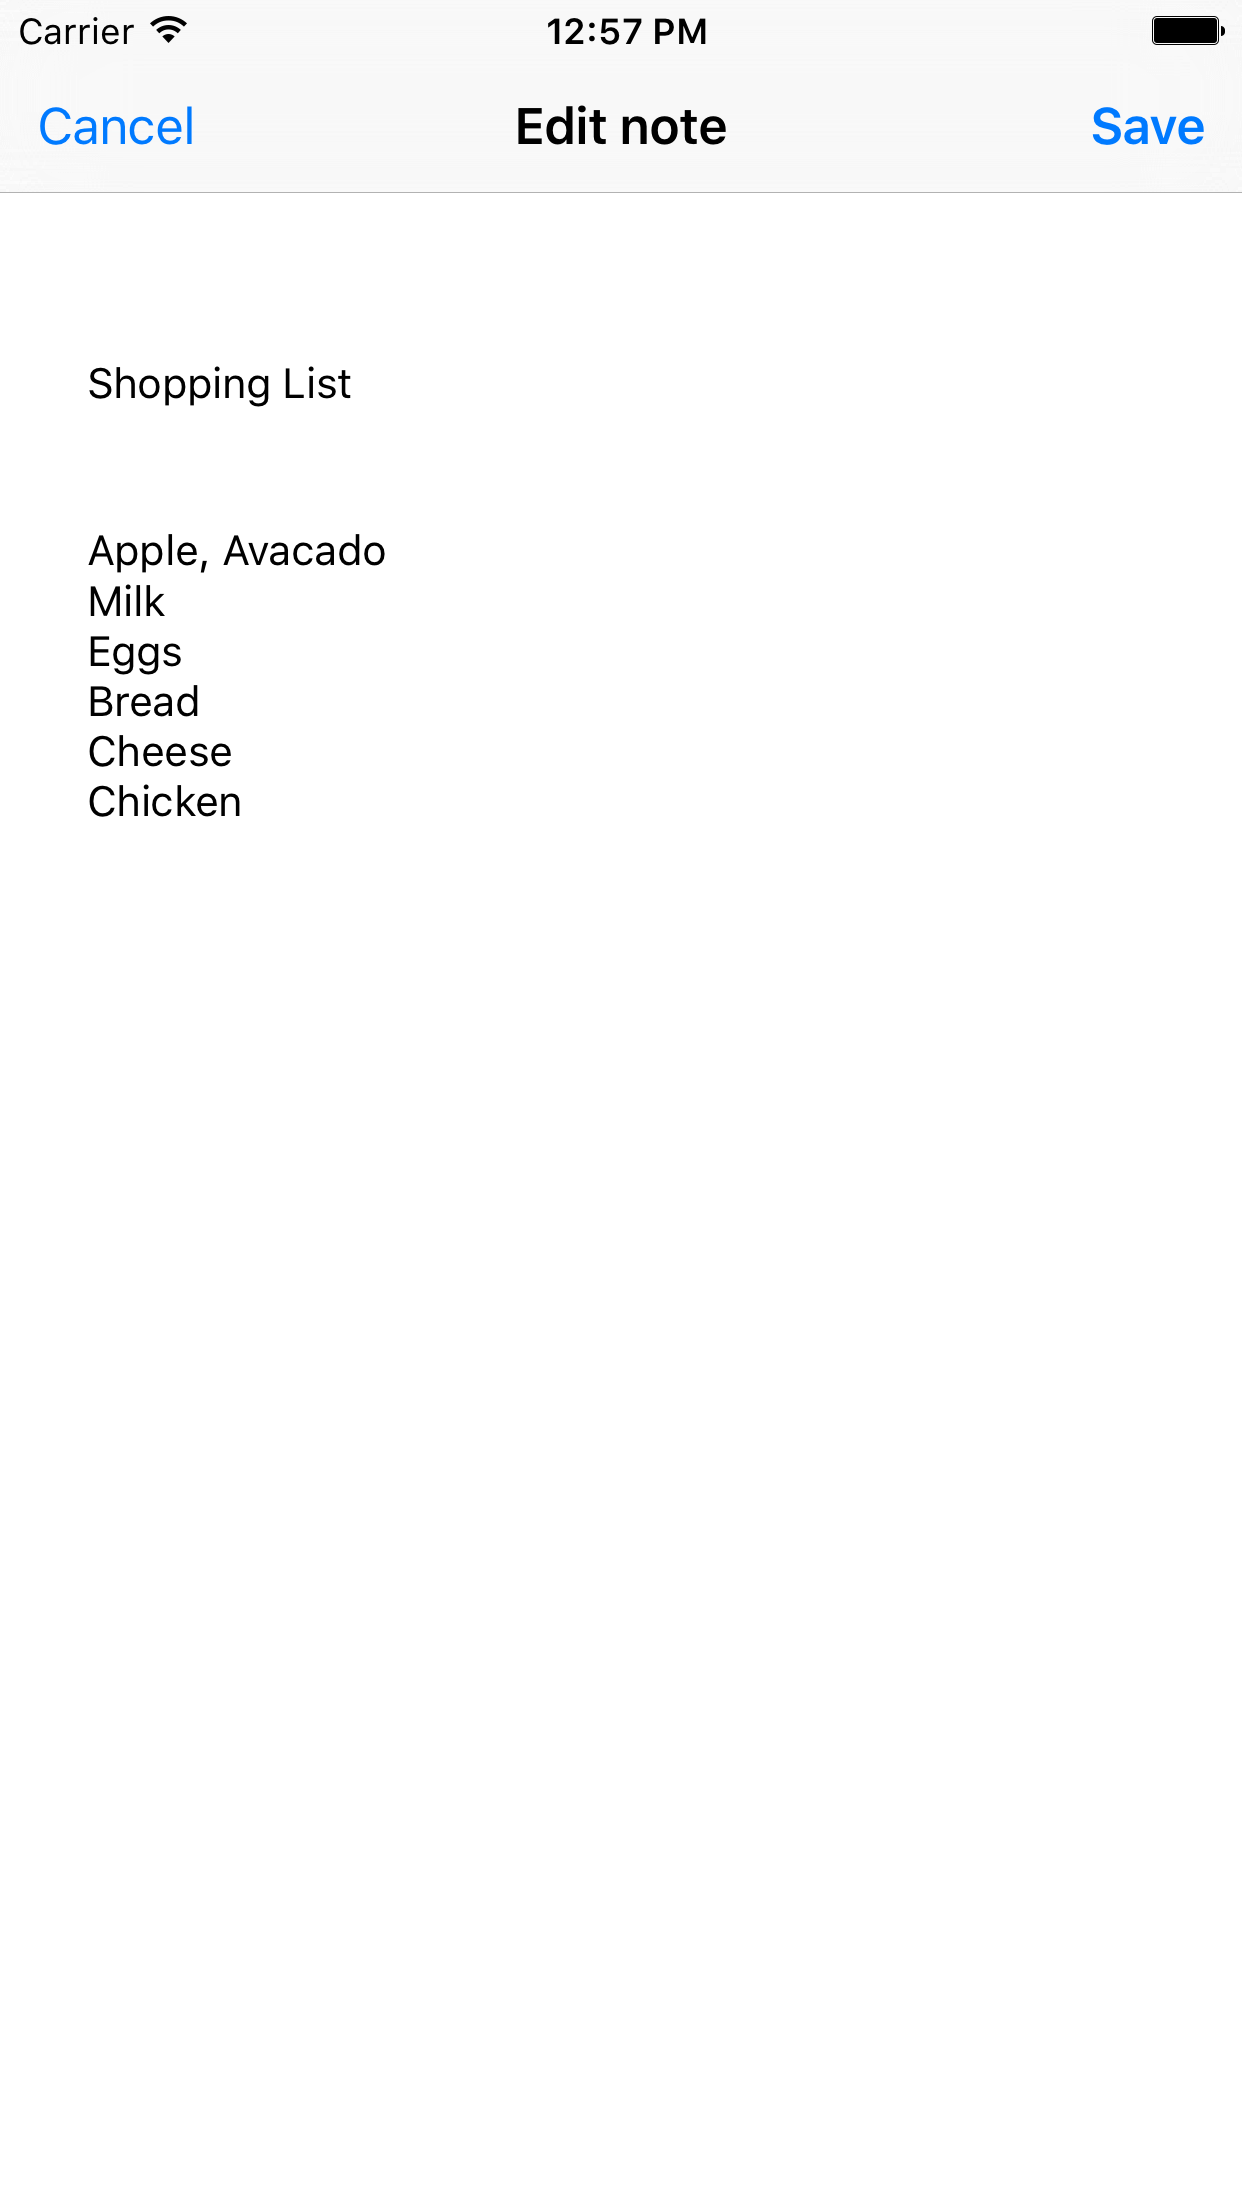 Carrier
12:57 PM
Cancel
Edit note
Save
Shopping List
Apple, Avacado
Milk
Eggs
Bread
Cheese
Chicken